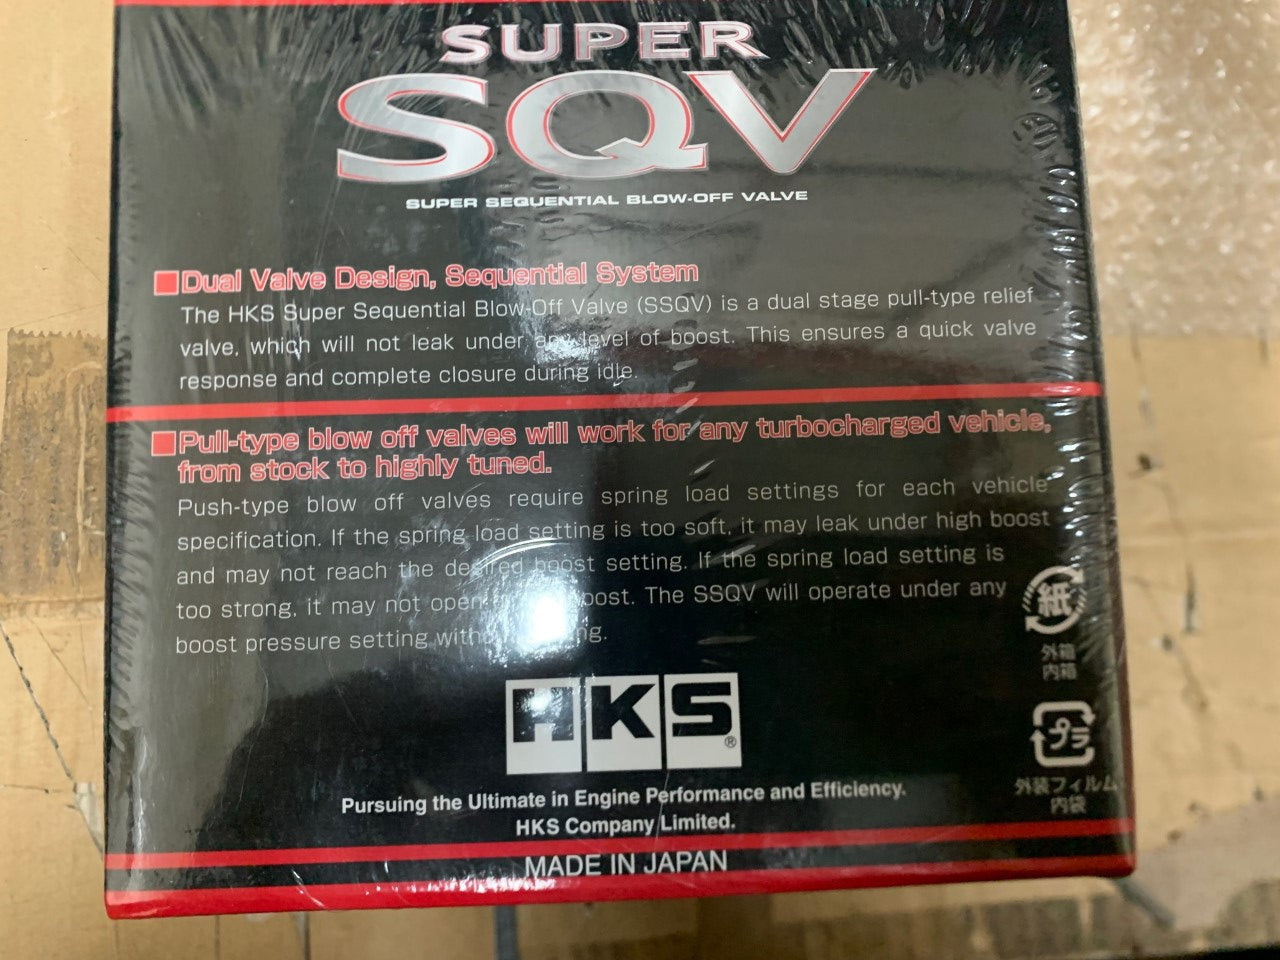 SUPER
SQV
SUPER SEQUENTIAL BLOW-OFF VALVE
■Dual Valve Design, Sequential System
The HKS Super Sequential Blow-Off Valve (SSQV) is a dual stage pull-type relief
valve, which will not leak under any level of boost. This ensures a quick valve
response and complete closure during idle.
■Pull-type blow off valves will work for any turbocharged vehicle,
from stock to highly tuned.
Push-type blow off valves require spring load settings for each vehicle
specification. If the spring load setting is too soft, it may leak under high boost
and may not reach the desired boost setting. If the spring load setting is
too strong, it may not open boost. The SSQV will operate under any
boost pressure setting
紙
外箱
内箱
プラ
外装フィルム
内袋
HKS®
Pursuing the Ultimate in Engine Performance and Efficiency.
HKS Company Limited.
MADE IN JAPAN